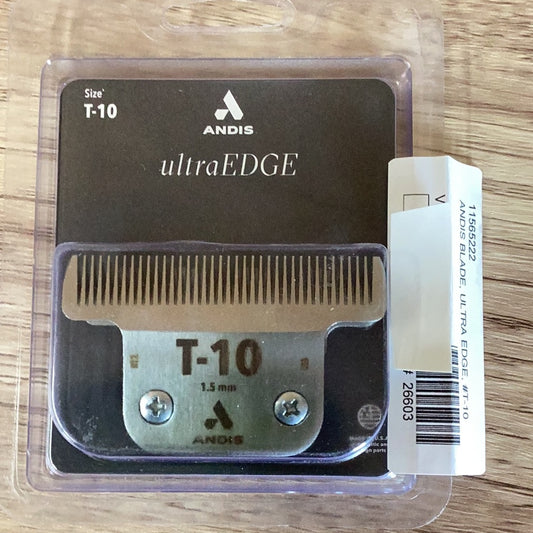 Size
T-10
ANDIS
ultraEDGE
T-10
1.5 mm
ANDIS
11565222
ANDIS BLADE, ULTRA EDGE, #T-10
# 26603